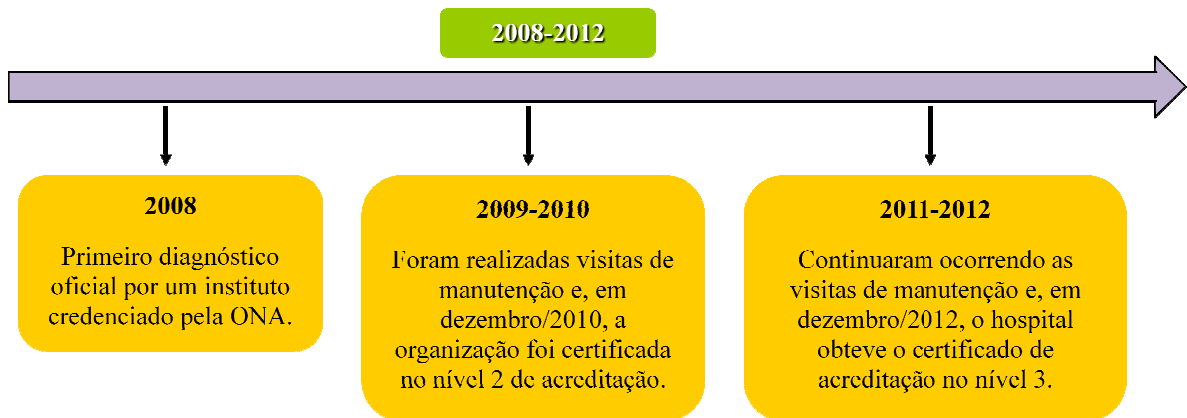 2008-2012
2008
Primeiro diagnóstico
oficial por um instituto
credenciado pela ONA.
2009-2010
Foram realizadas visitas de
manutenção e, em
dezembro/2010, a
organização foi certificada
no nível 2 de acreditação.
2011-2012
Continuaram ocorrendo as
visitas de manutenção e, em
dezembro/2012, o hospital
obteve o certificado de
acreditação no nível 3.